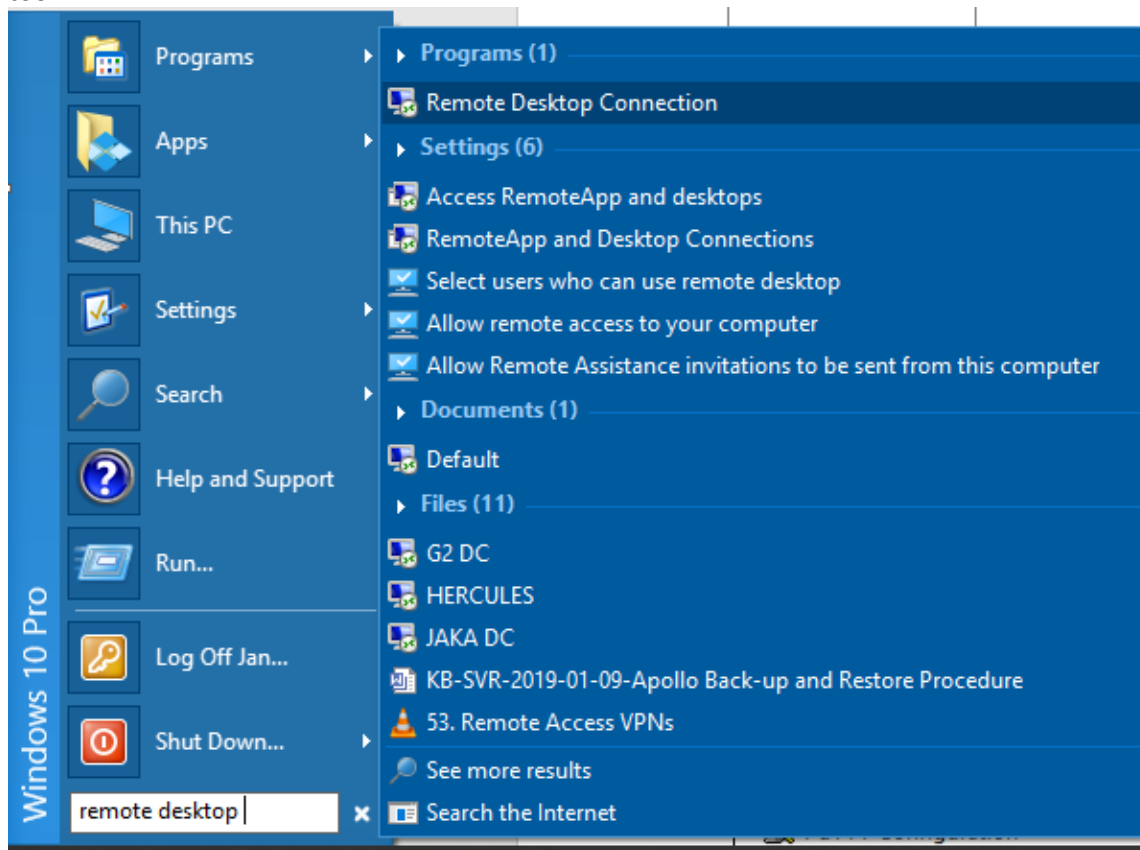 Windows 10 Pro
Programs
Apps
This PC
Settings
Search
Help and Support
Run...
Log Off Jan...
Shut Down...
remote desktop
Programs (1)
Remote Desktop Connection
Settings (6)
Access RemoteApp and desktops
RemoteApp and Desktop Connections
Select users who can use remote desktop
Allow remote access to your computer
Allow Remote Assistance invitations to be sent from this computer
Documents (1)
Default
Files (11)
G2 DC
HERCULES
JAKA DC
KB-SVR-2019-01-09-Apollo Back-up and Restore Procedure
53. Remote Access VPNs
See more results
Search the Internet